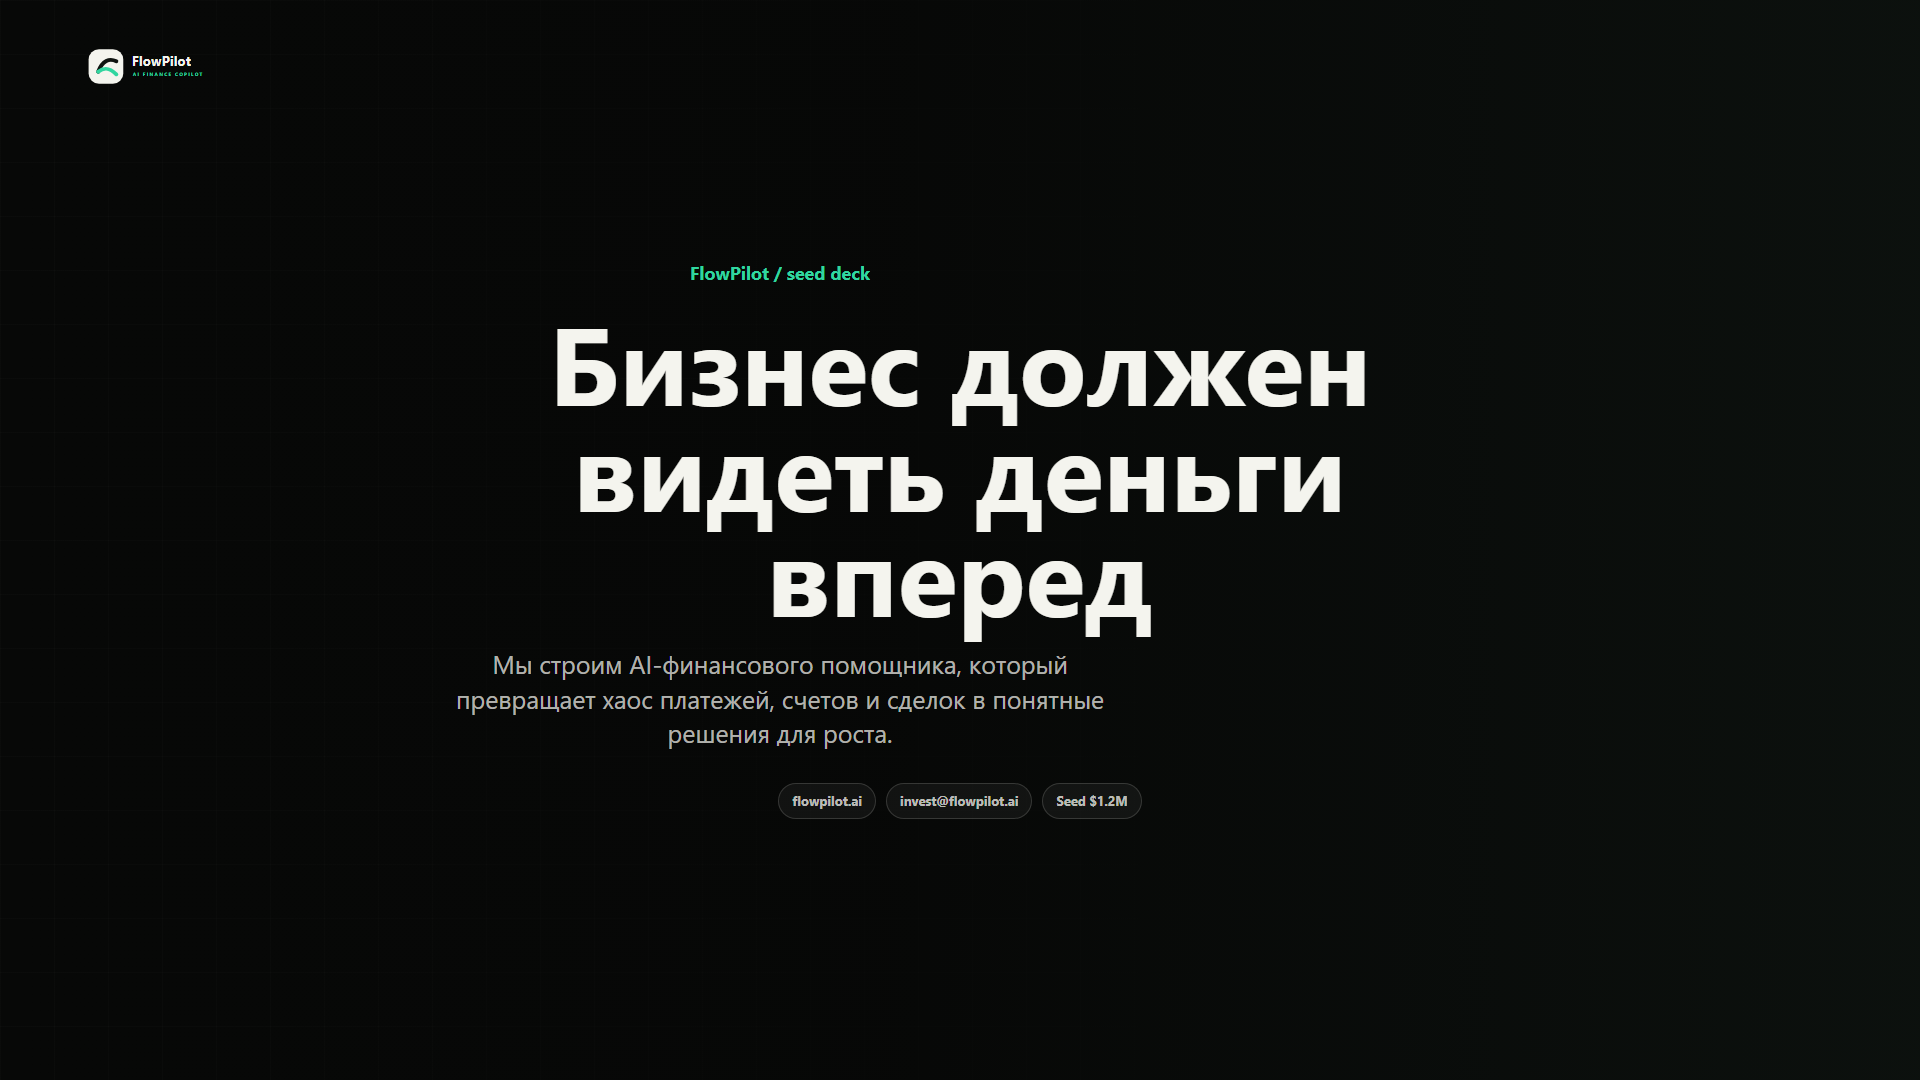 FlowPilot
AI FINANCE COPILOT
FlowPilot / seed deck
Бизнес должен
видеть деньги
вперед
Мы строим AI-финансового помощника, который
превращает хаос платежей, счетов и сделок в понятные
решения для роста.
flowpilot.ai
invest@flowpilot.ai
Seed $1.2M